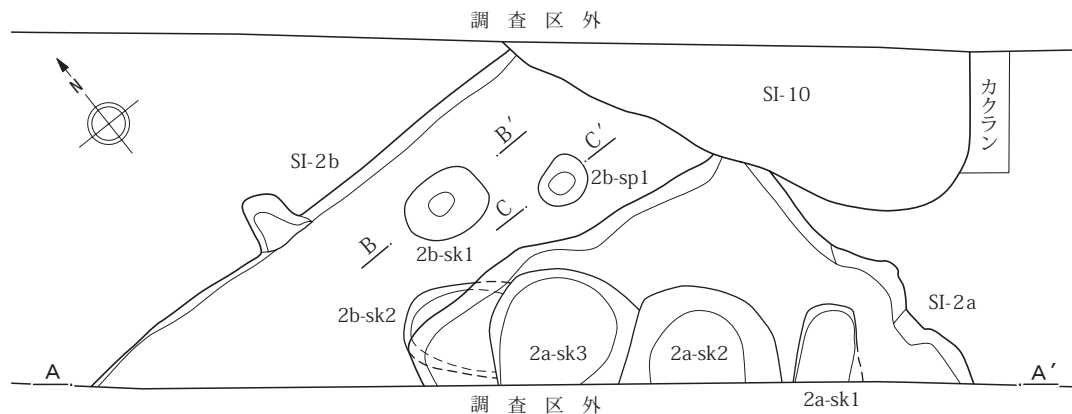 調査区外
N
SI-10
カクラン
SI-2b
B′
C′
2b-sp1
C
B
2b-sk1
2b-sk2
SI-2a
2a-sk3
2a-sk2
A
A′
2a-sk1
調査区外